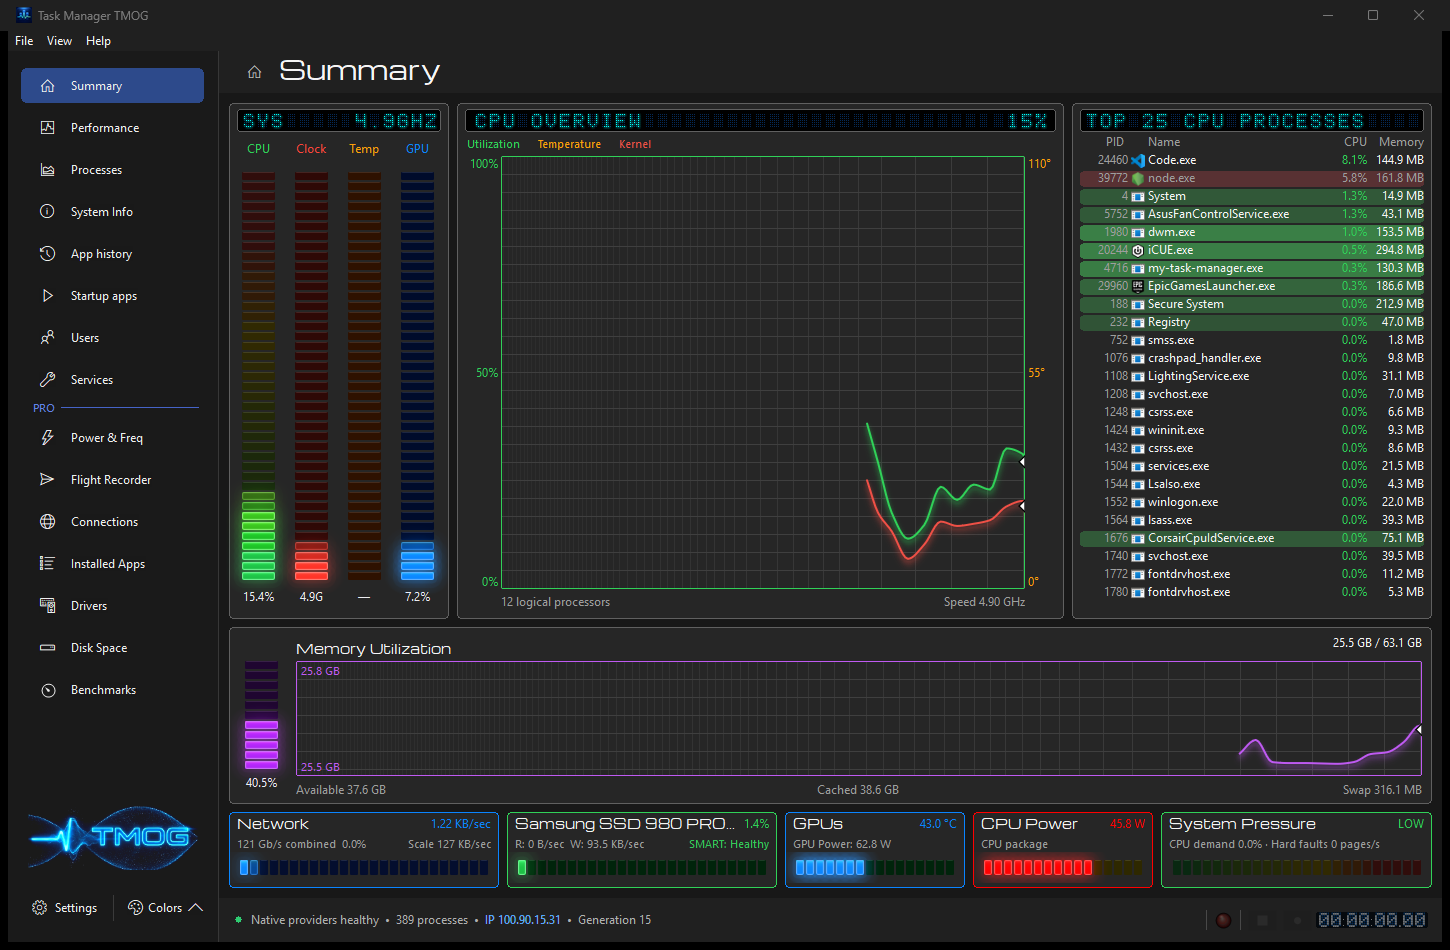 Task Manager TMOG
File View Help
Summary
Performance
Processes
System Info
App history
Startup apps
Users
Services
PRO
Power & Freq
Flight Recorder
Connections
Installed Apps
Drivers
Disk Space
Benchmarks
TMOG
Settings
Colors
Summary
SYS 4.9GHZ
CPU Clock Temp GPU
15.4% 4.9G — 7.2%
CPU OVERVIEW 15%
Utilization Temperature Kernel
100% 110°
50% 55°
0% 0°
12 logical processors Speed 4.90 GHz
TOP 25 CPU PROCESSES
PID Name CPU Memory
24460 Code.exe 8.1% 144.9 MB
39772 node.exe 5.8% 161.8 MB
4 System 1.3% 14.9 MB
5752 AsusFanControlService.exe 1.3% 43.1 MB
1980 dwm.exe 1.0% 153.5 MB
20244 iCUE.exe 0.5% 294.8 MB
4716 my-task-manager.exe 0.3% 130.3 MB
29960 EpicGamesLauncher.exe 0.3% 186.6 MB
188 Secure System 0.0% 212.9 MB
232 Registry 0.0% 47.0 MB
752 smss.exe 0.0% 1.8 MB
1076 crashpad_handler.exe 0.0% 9.8 MB
1108 LightingService.exe 0.0% 31.1 MB
1208 svchost.exe 0.0% 7.0 MB
1248 csrss.exe 0.0% 6.6 MB
1424 wininit.exe 0.0% 9.3 MB
1432 csrss.exe 0.0% 8.6 MB
1504 services.exe 0.0% 21.5 MB
1544 Lsalso.exe 0.0% 4.3 MB
1552 winlogon.exe 0.0% 22.0 MB
1564 lsass.exe 0.0% 39.3 MB
1676 CorsairCpuIdService.exe 0.0% 75.1 MB
1740 svchost.exe 0.0% 39.5 MB
1772 fontdrvhost.exe 0.0% 11.2 MB
1780 fontdrvhost.exe 0.0% 5.3 MB
Memory Utilization 25.5 GB / 63.1 GB
25.8 GB
25.5 GB
40.5%
Available 37.6 GB Cached 38.6 GB Swap 316.1 MB
Network 1.22 KB/sec
121 Gb/s combined 0.0% Scale 127 KB/sec
Samsung SSD 980 PRO... 1.4%
R: 0 B/sec W: 93.5 KB/sec SMART: Healthy
GPUs 43.0 °C
GPU Power: 62.8 W
CPU Power 45.8 W
CPU package
System Pressure LOW
CPU demand 0.0% · Hard faults 0 pages/s
Native providers healthy • 389 processes • IP 100.90.15.31 • Generation 15
00:00:00.00